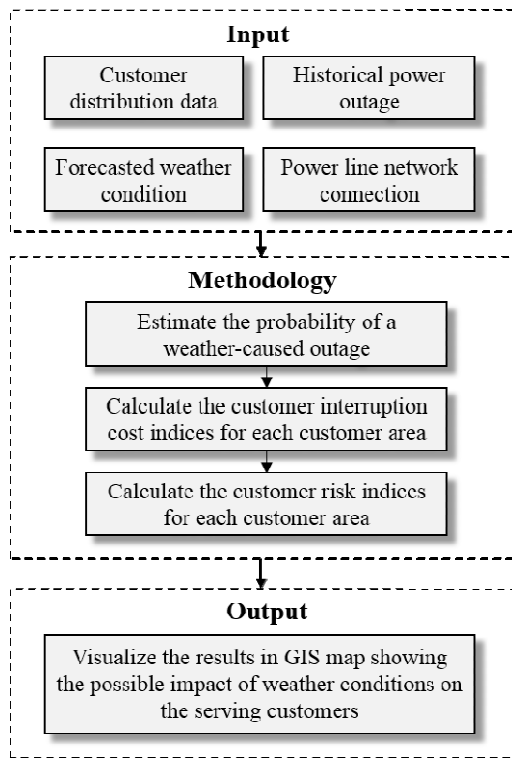 Input
Customer
distribution data
Historical power
outage
Forecasted weather
condition
Power line network
connection
Methodology
Estimate the probability of a
weather-caused outage
Calculate the customer interruption
cost indices for each customer area
Calculate the customer risk indices
for each customer area
Output
Visualize the results in GIS map showing
the possible impact of weather conditions on
the serving customers